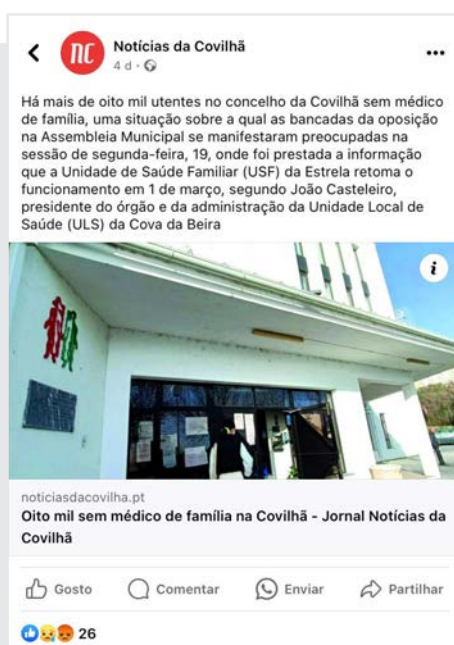 nc
Notícias da Covilhã
4 d ·
Há mais de oito mil utentes no concelho da Covilhã sem médico
de família, uma situação sobre a qual as bancadas da oposição
na Assembleia Municipal se manifestaram preocupadas na
sessão de segunda-feira, 19, onde foi prestada a informação
que a Unidade de Saúde Familiar (USF) da Estrela retoma o
funcionamento em 1 de março, segundo João Casteleiro,
presidente do órgão e da administração da Unidade Local de
Saúde (ULS) da Cova da Beira
i
noticiasdacovilha.pt
Oito mil sem médico de família na Covilhã - Jornal Notícias da
Covilhã
Gosto Comentar Enviar Partilhar
26